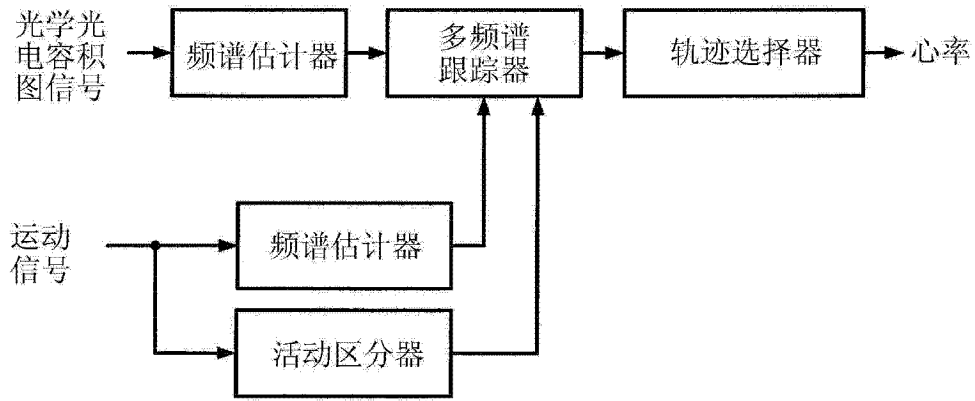 光学光
电容积
图信号
频谱估计器
多频谱
跟踪器
轨迹选择器
心率
运动
信号
频谱估计器
活动区分器